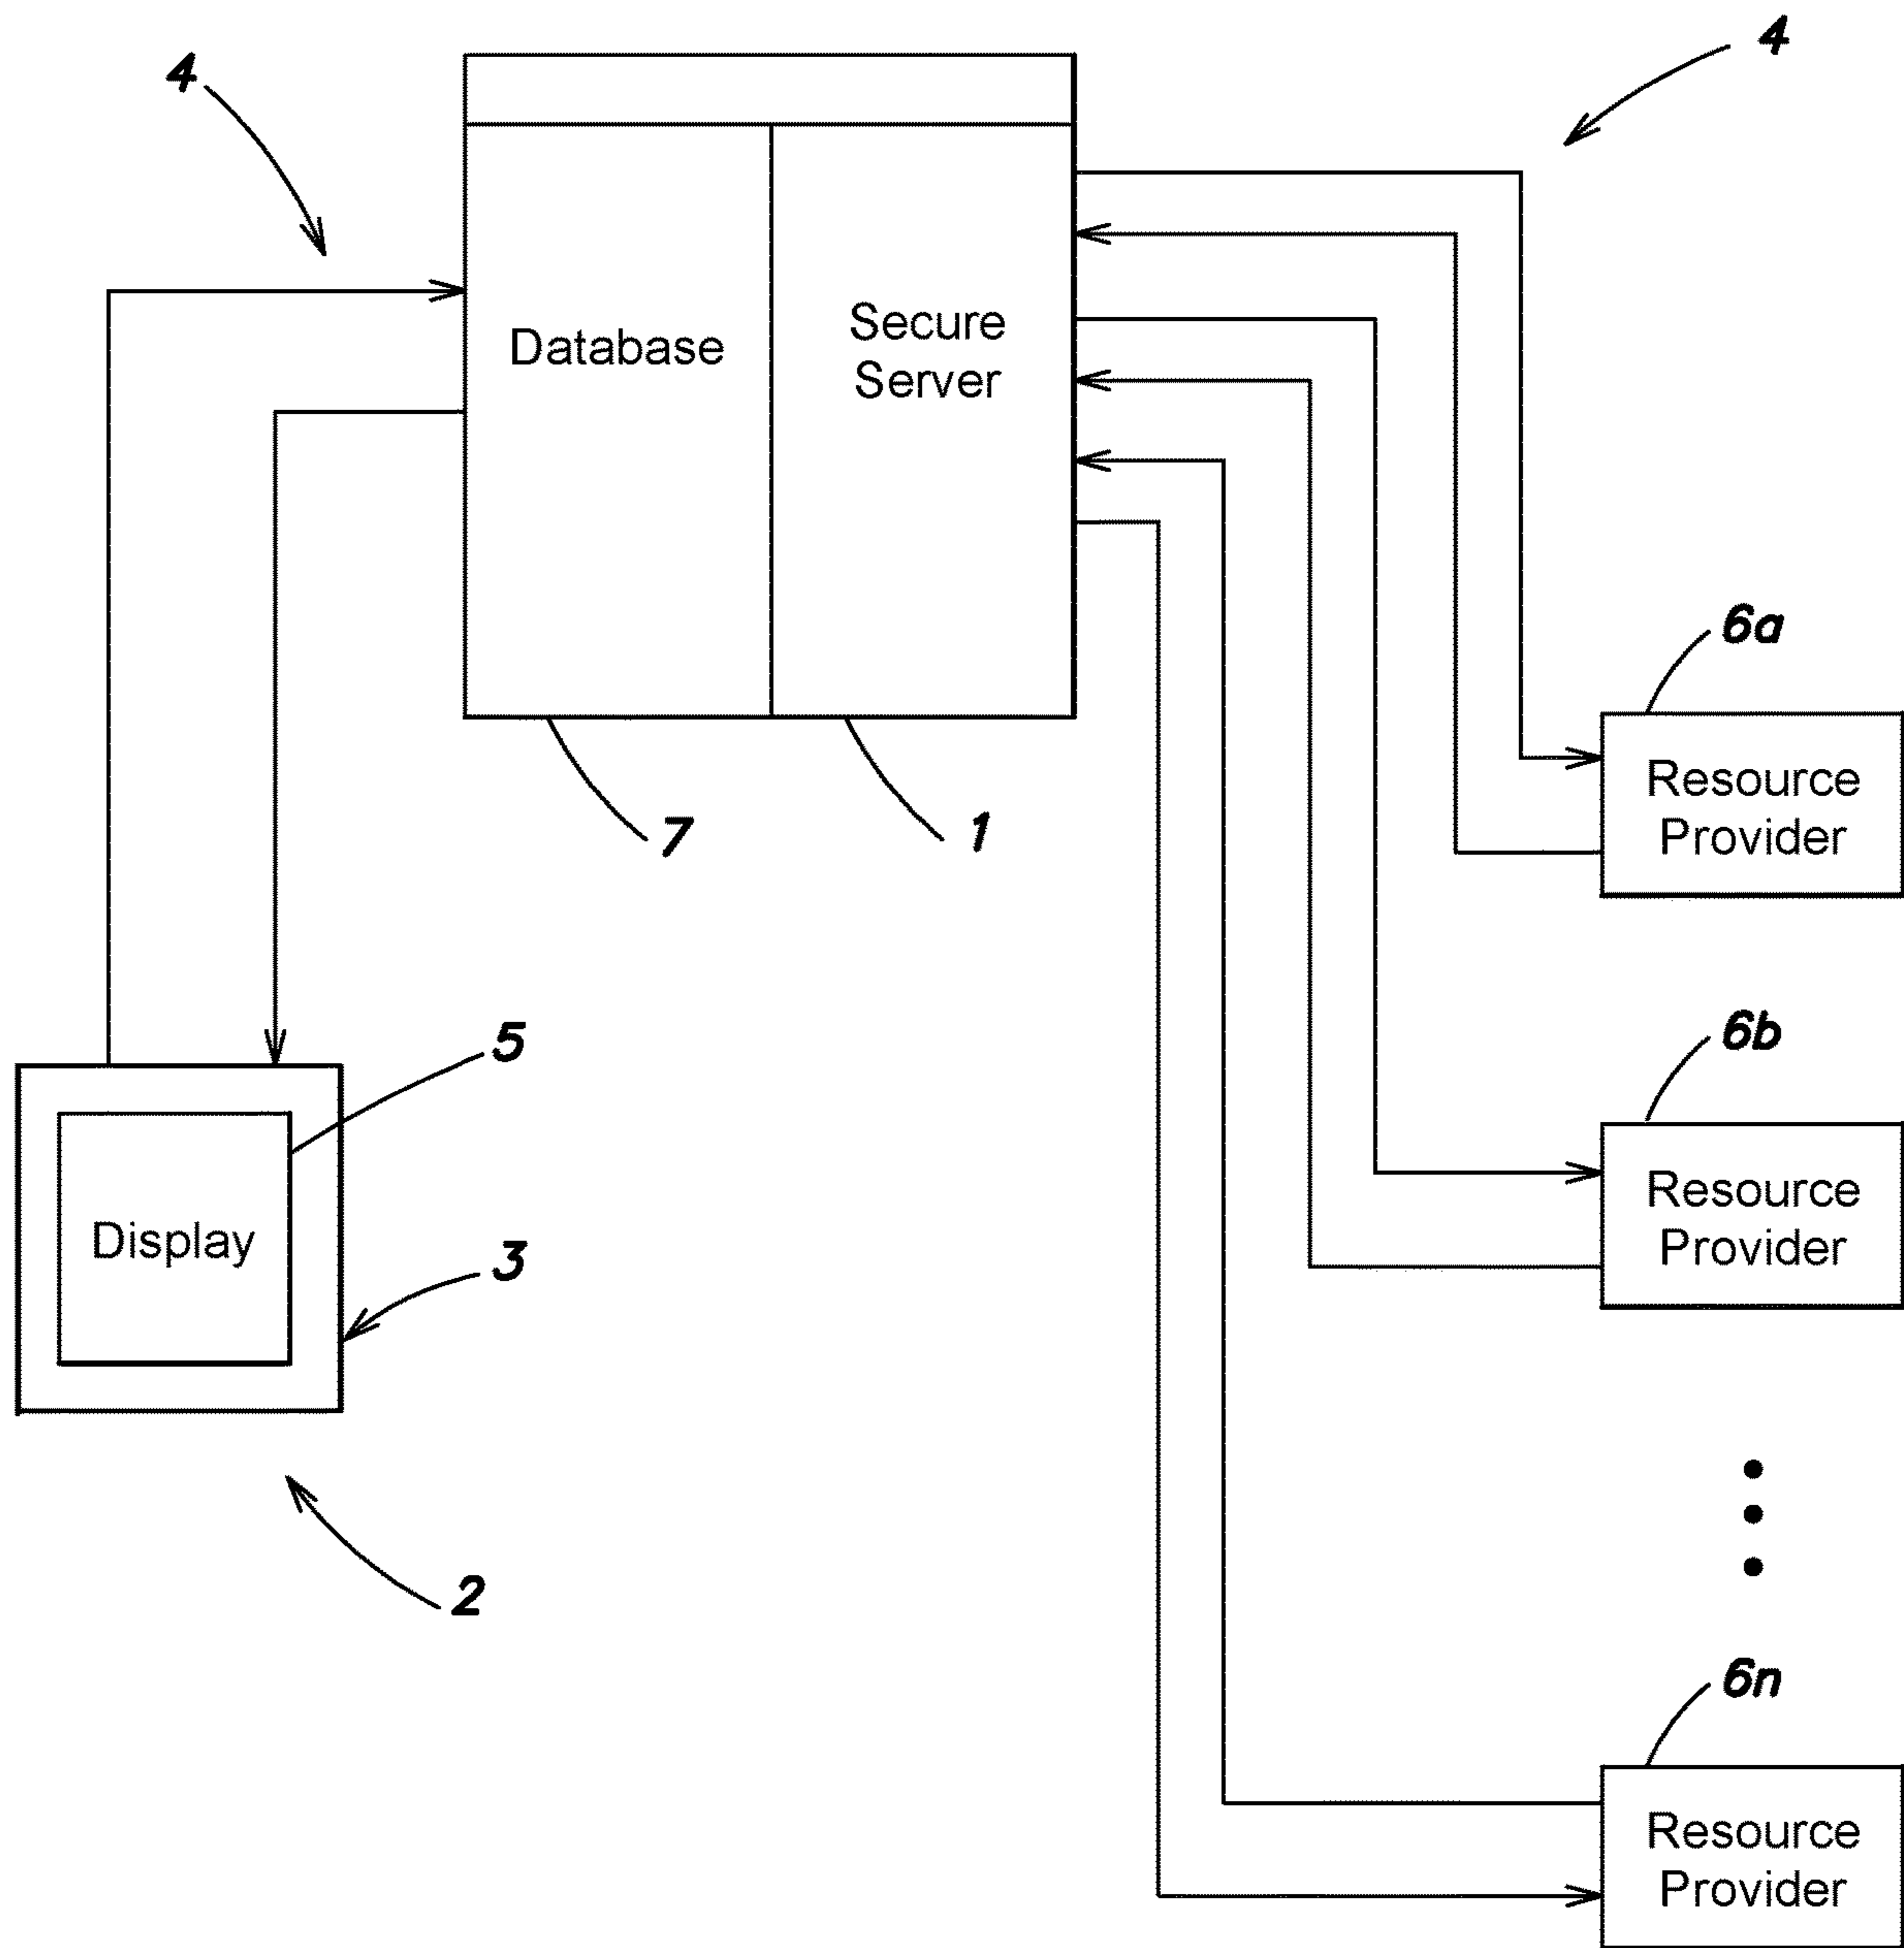 4
4
Database
Secure
Server
7
1
6a
Resource
Provider
5
Display
3
2
6b
Resource
Provider
6n
Resource
Provider